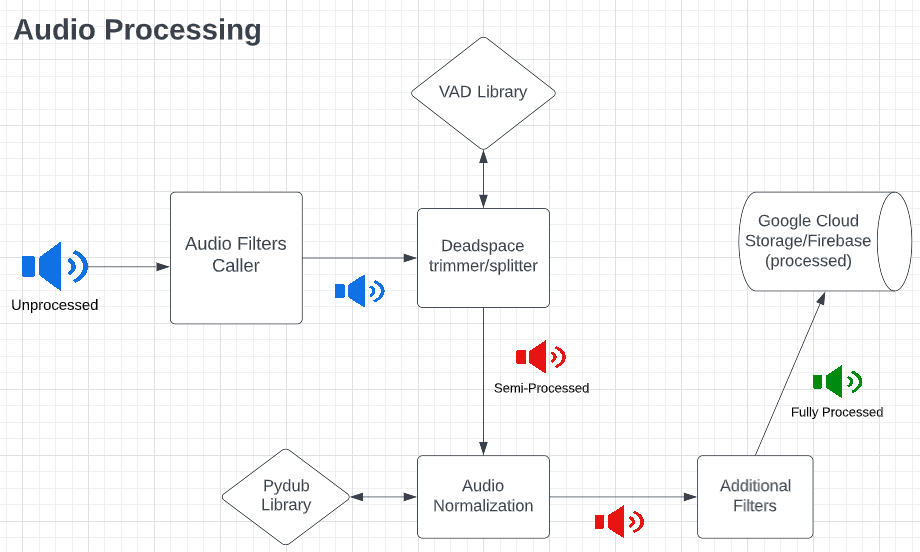 Audio Processing
VAD Library
Audio Filters
Caller
Deadspace
trimmer/splitter
Google Cloud
Storage/Firebase
(processed)
Unprocessed
Semi-Processed
Fully Processed
Pydub
Library
Audio
Normalization
Additional
Filters